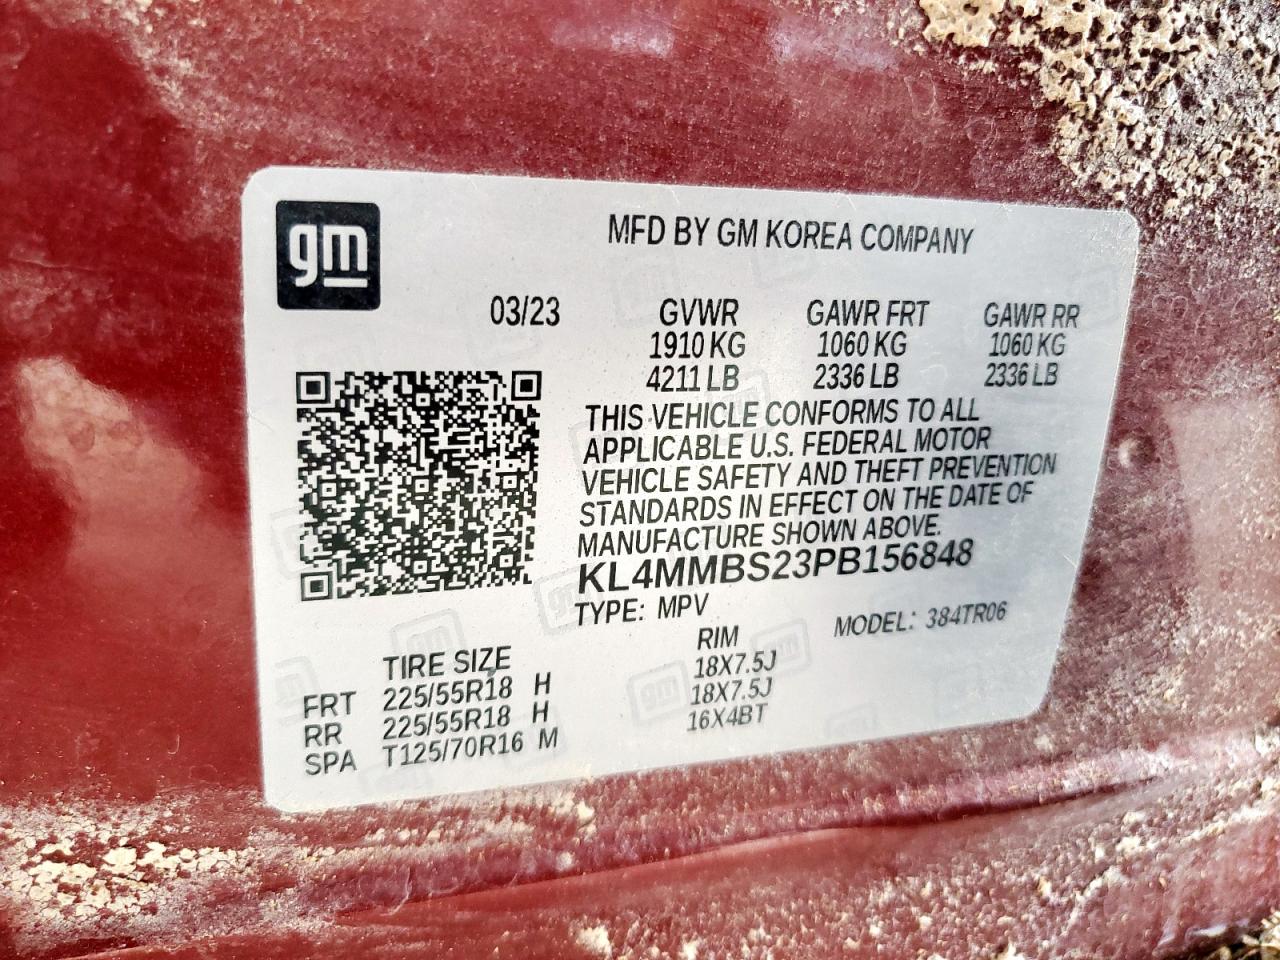 gm
MFD BY GM KOREA COMPANY
03/23 GVWR GAWR FRT GAWR RR
1910 KG 1060 KG 1060 KG
4211 LB 2336 LB 2336 LB
THIS VEHICLE CONFORMS TO ALL
APPLICABLE U.S. FEDERAL MOTOR
VEHICLE SAFETY AND THEFT PREVENTION
STANDARDS IN EFFECT ON THE DATE OF
MANUFACTURE SHOWN ABOVE.
KL4MMBS23PB156848
TYPE: MPV MODEL: 384TR06
TIRE SIZE RIM
FRT 225/55R18 H 18X7.5J
RR 225/55R18 H 18X7.5J
SPA T125/70R16 M 16X4BT